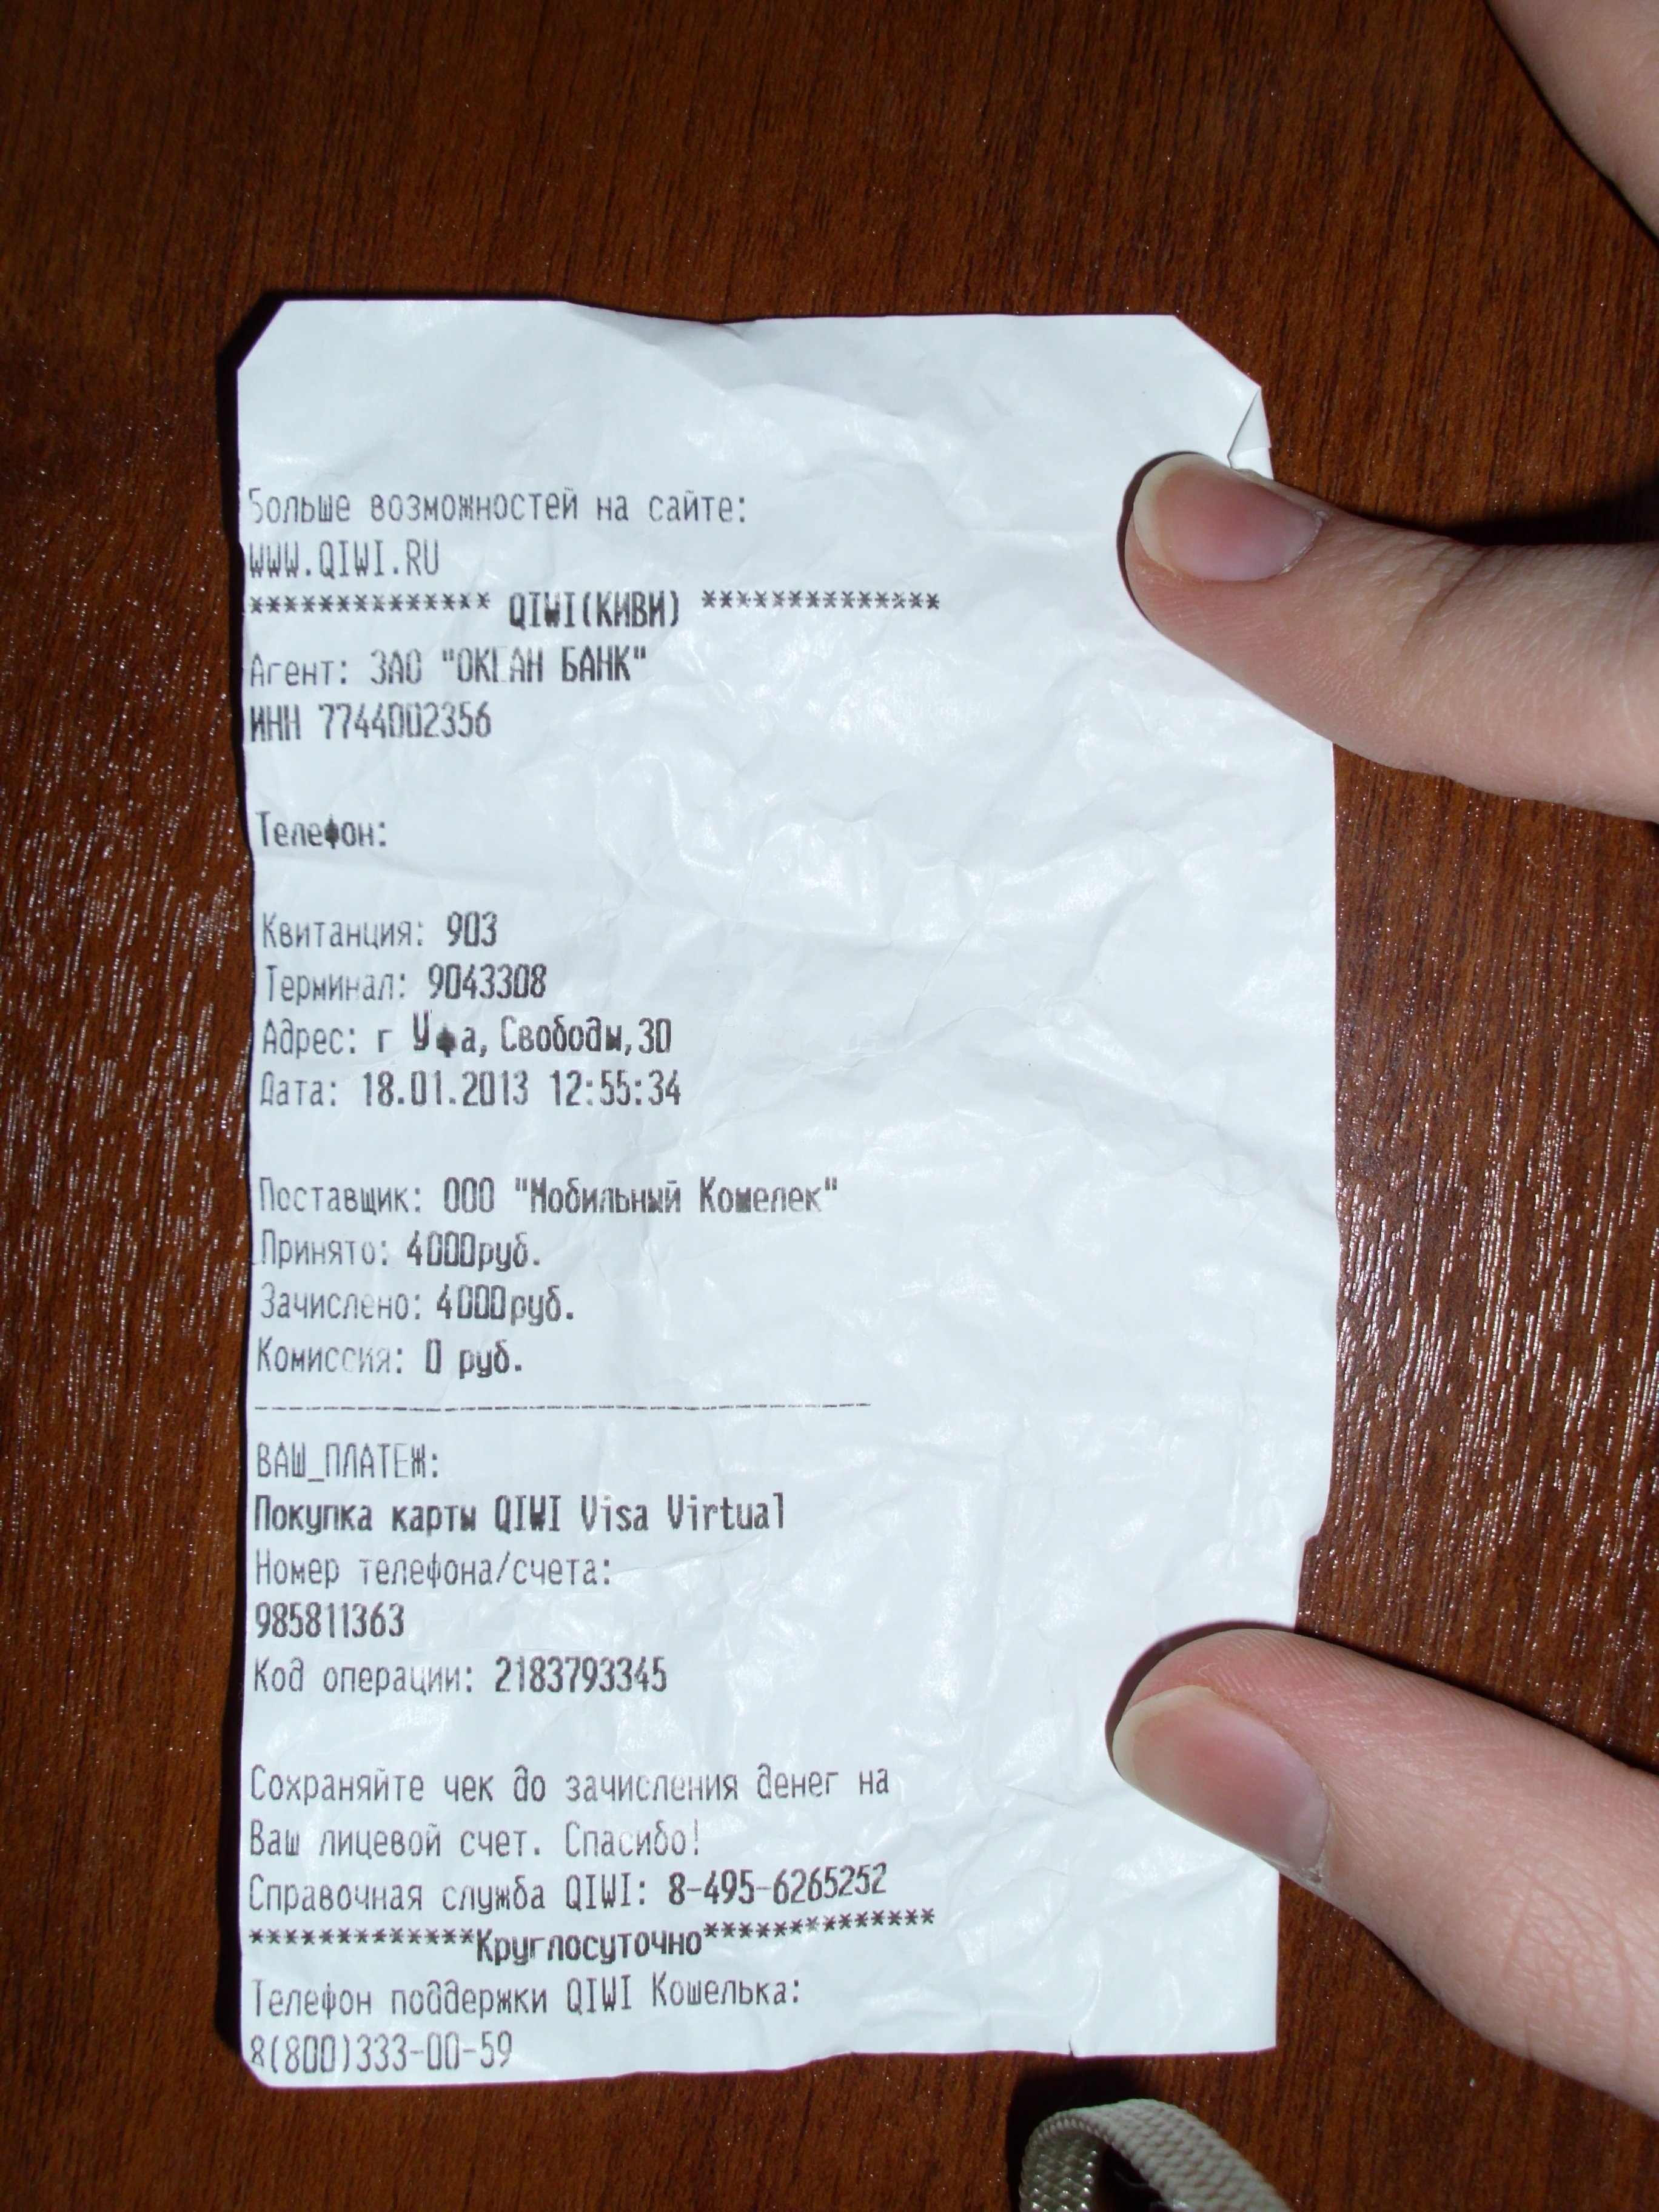 Больше возможностей на сайте:
WWW.QIWI.RU
************** QIWI(КИВИ) **************
Агент: ЗАО "ОКЕАН БАНК"
ИНН 7744002356
Телефон:
Квитанция: 903
Терминал: 9043308
Адрес: г Уфа, Свободы,30
Дата: 18.01.2013 12:55:34
Поставщик: ООО "Мобильный Кошелек"
Принято: 4000руб.
Зачислено: 4000руб.
Комиссия: 0 руб.
------------------------------------
ВАШ_ПЛАТЕЖ:
Покупка карты QIWI Visa Virtual
Номер телефона/счета:
985811363
Код операции: 2183793345
Сохраняйте чек до зачисления денег на
Ваш лицевой счет. Спасибо!
Справочная служба QIWI: 8-495-6265252
*************Круглосуточно**************
Телефон поддержки QIWI Кошелька:
8(800)333-00-59